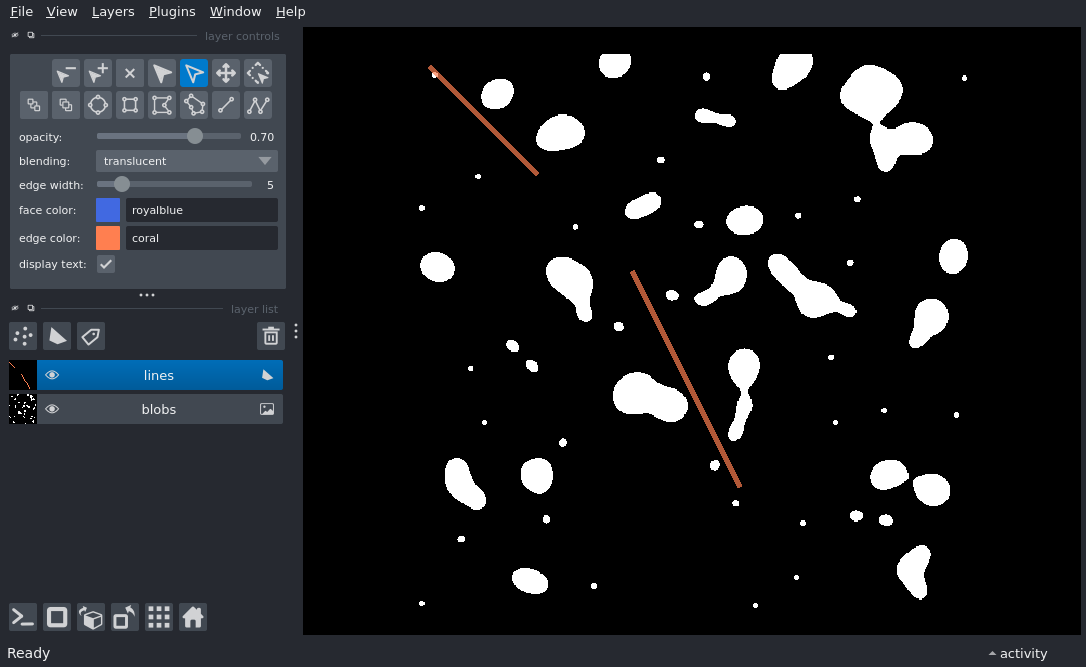 File View Layers Plugins Window Help
layer controls
opacity: 0.70
blending: translucent
edge width: 5
face color: royalblue
edge color: coral
display text:
layer list
lines
blobs
Ready
activity